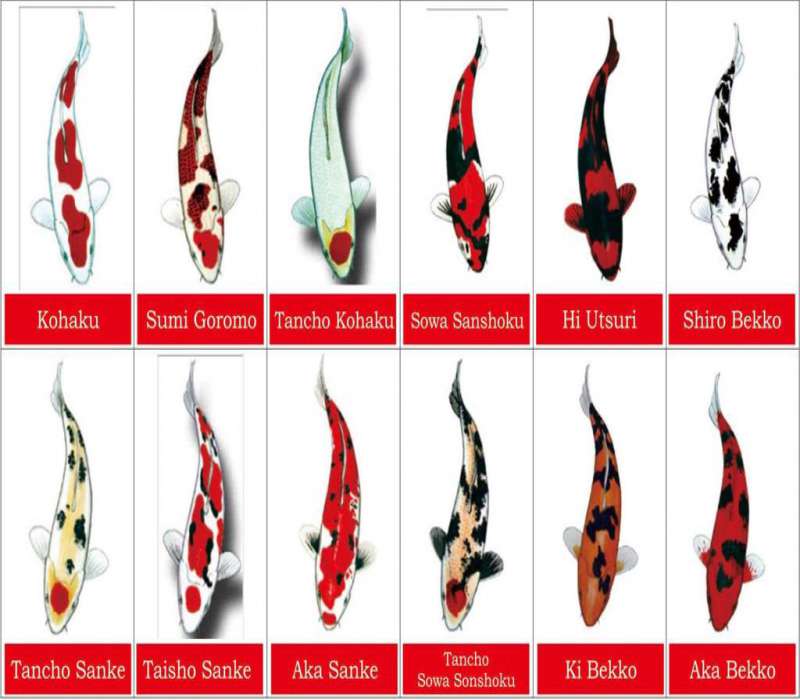 Kohaku
Sumi Goromo
Tancho Kohaku
Sowa Sanshoku
Hi Utsuri
Shiro Bekko
Tancho Sanke
Taisho Sanke
Aka Sanke
Tancho
Sowa Sonshoku
Ki Bekko
Aka Bekko